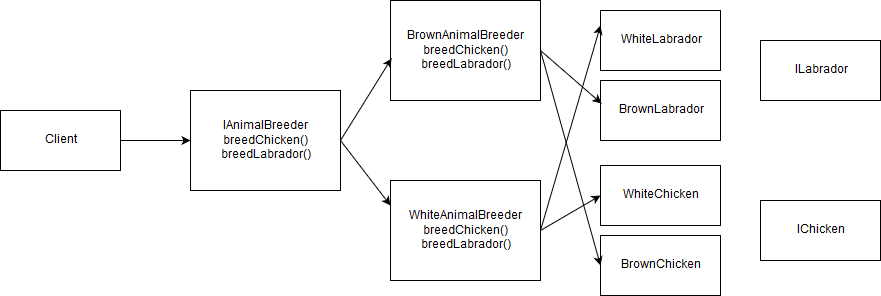 Client
IAnimalBreeder
breedChicken()
breedLabrador()
BrownAnimalBreeder
breedChicken()
breedLabrador()
WhiteAnimalBreeder
breedChicken()
breedLabrador()
WhiteLabrador
BrownLabrador
WhiteChicken
BrownChicken
ILabrador
IChicken